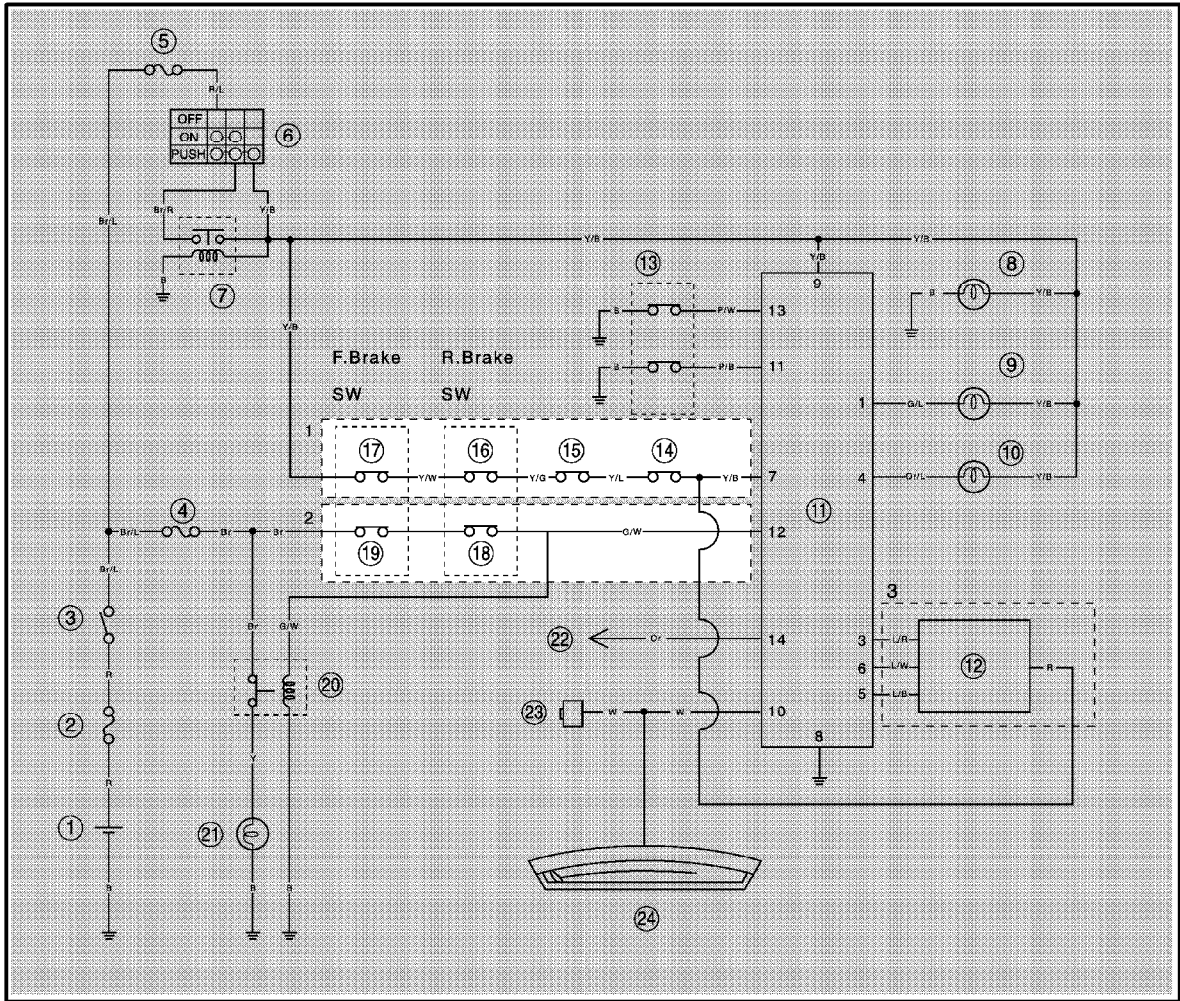 ⑤
R/L
OFF
ON
PUSH
⑥
Br/L
Br/R
Y/B
Y/B
Y/B
Y/B
B
⑦
⑬
9
⑧
B
Y/B
Y/B
B
P/W
13
F.Brake
SW
R.Brake
SW
B
P/B
11
⑨
1
G/L
Y/B
1
⑰
⑯
⑮
⑭
⑩
Y/W
Y/G
Y/L
Y/B
7
4
Or/L
Y/B
⑪
④
2
Br/L
Br
Br
⑲
⑱
G/W
12
Br/L
③
3
Br
G/W
㉒
Or
14
3
L/R
⑫
R
6
L/W
5
L/B
R
⑳
②
㉓
W
W
10
8
Y
R
①
㉑
B
B
B
㉔